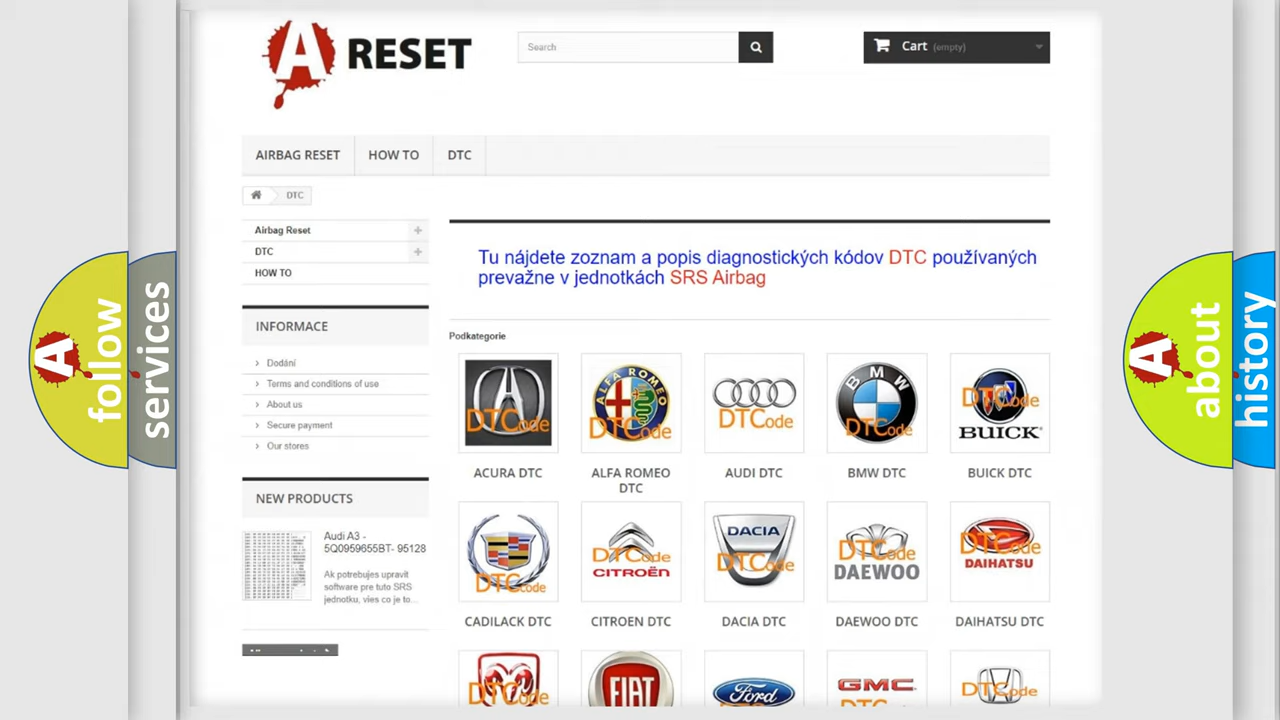 A RESET
Search
Cart (empty)
AIRBAG RESET
HOW TO
DTC
DTC
Airbag Reset
DTC
HOW TO
Tu nájdete zoznam a popis diagnostických kódov DTC používaných
prevažne v jednotkách SRS Airbag
INFORMACE
Dodání
Terms and conditions of use
About us
Secure payment
Our stores
NEW PRODUCTS
Audi A3 -
5Q0959655BT- 95128
Ak potrebujes upravit
software pre tuto SRS
jednotku, vies co je to...
Podkategorie
DTCode
ALFA ROMEO
DTCode
DTCode
BMW
DTCode
DTCode
BUICK
ACURA DTC
ALFA ROMEO
DTC
AUDI DTC
BMW DTC
BUICK DTC
DTCode
DTCode
CITROËN
DACIA
DTCode
DTCode
DAEWOO
DTCode
DAIHATSU
CADILACK DTC
CITROEN DTC
DACIA DTC
DAEWOO DTC
DAIHATSU DTC
DTCode
FIAT
Ford
GMC
DTCode
A follow
services
A about
history